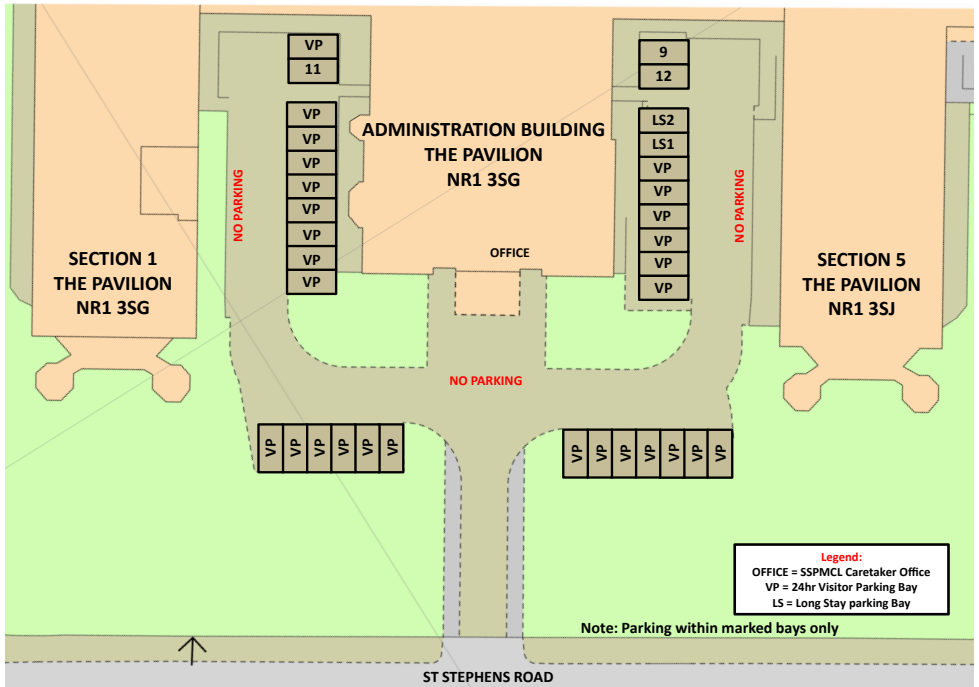 VP
11
9
12
VP
VP
VP
VP
VP
VP
VP
VP
ADMINISTRATION BUILDING
THE PAVILION
NR1 3SG
OFFICE
LS2
LS1
VP
VP
VP
VP
VP
VP
NO PARKING
NO PARKING
SECTION 1
THE PAVILION
NR1 3SG
SECTION 5
THE PAVILION
NR1 3SJ
NO PARKING
VP VP VP VP VP VP
VP VP VP VP VP VP VP
Legend:
OFFICE = SSPMCL Caretaker Office
VP = 24hr Visitor Parking Bay
LS = Long Stay parking Bay
Note: Parking within marked bays only
ST STEPHENS ROAD